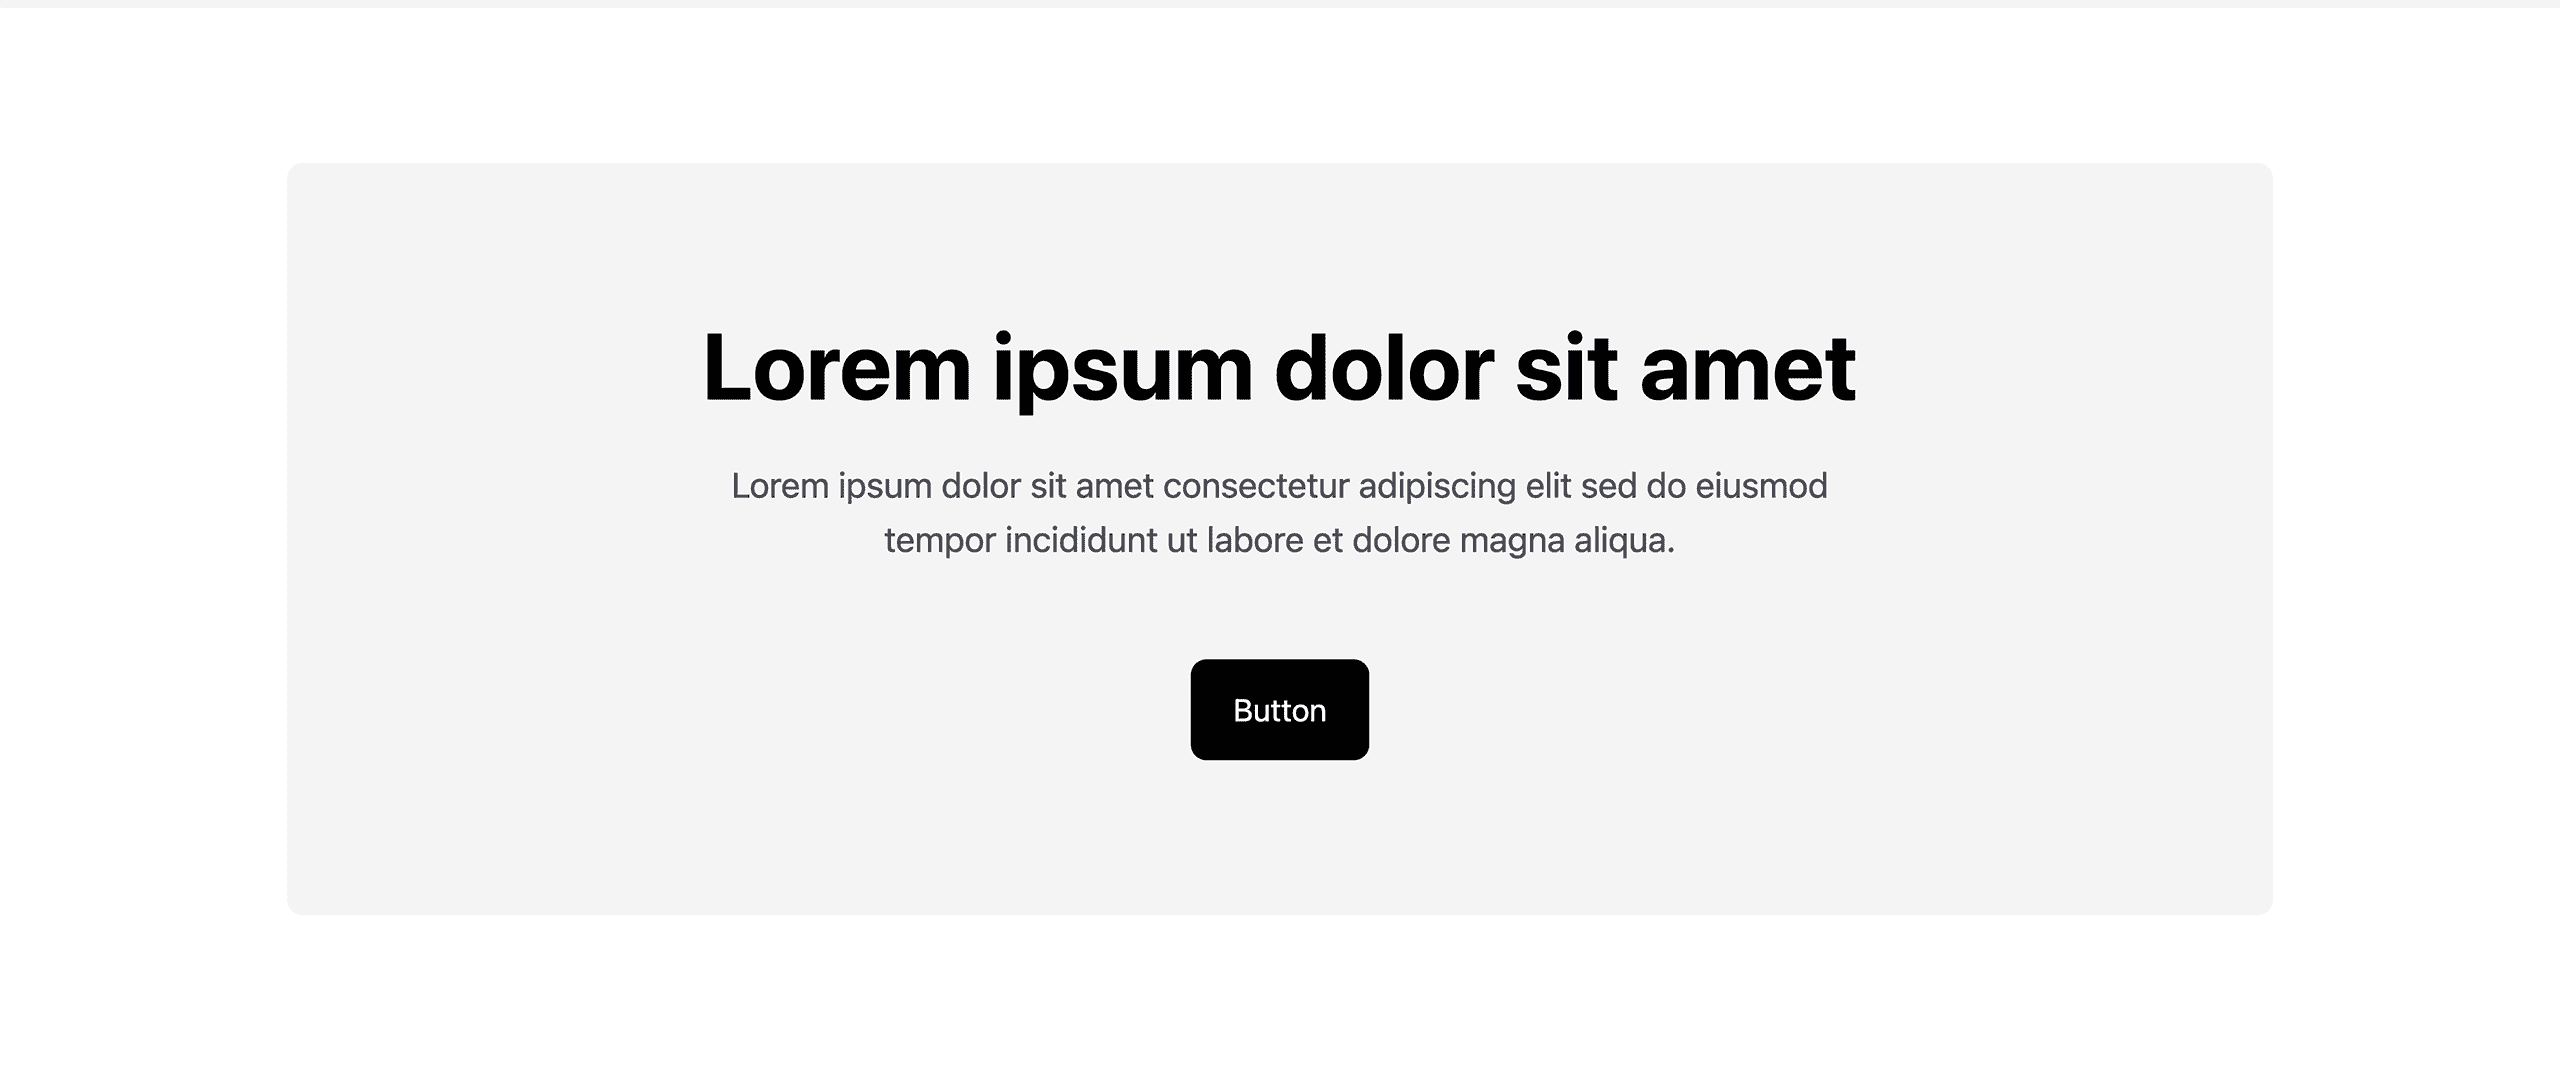 Lorem ipsum dolor sit amet
Lorem ipsum dolor sit amet consectetur adipiscing elit sed do eiusmod
tempor incididunt ut labore et dolore magna aliqua.
Button